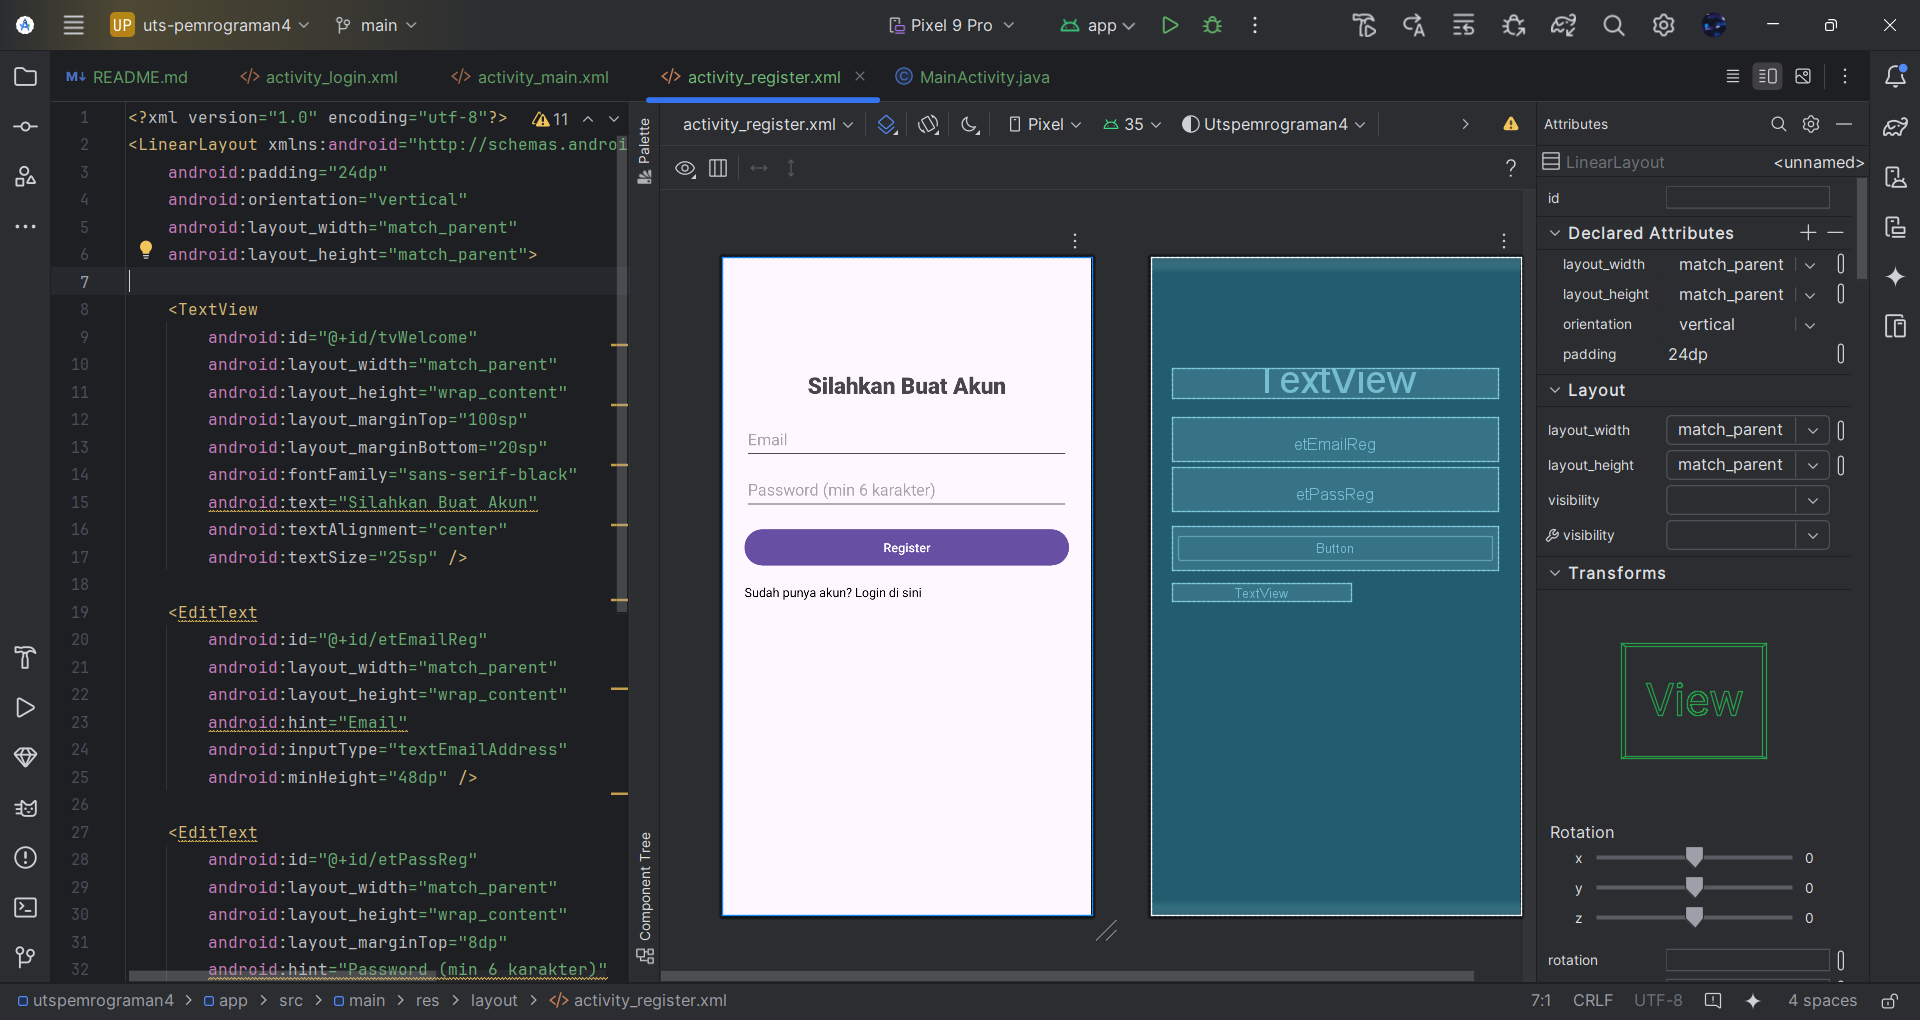 UP uts-pemrograman4 main Pixel 9 Pro app
M↓ README.md </> activity_login.xml </> activity_main.xml </> activity_register.xml C MainActivity.java
1 <?xml version="1.0" encoding="utf-8"?> 11
2 <LinearLayout xmlns:android="http://schemas.androi
3 android:padding="24dp"
4 android:orientation="vertical"
5 android:layout_width="match_parent"
6 android:layout_height="match_parent">
7
8 <TextView
9 android:id="@+id/tvWelcome"
10 android:layout_width="match_parent"
11 android:layout_height="wrap_content"
12 android:layout_marginTop="100sp"
13 android:layout_marginBottom="20sp"
14 android:fontFamily="sans-serif-black"
15 android:text="Silahkan Buat Akun"
16 android:textAlignment="center"
17 android:textSize="25sp" />
18
19 <EditText
20 android:id="@+id/etEmailReg"
21 android:layout_width="match_parent"
22 android:layout_height="wrap_content"
23 android:hint="Email"
24 android:inputType="textEmailAddress"
25 android:minHeight="48dp" />
26
27 <EditText
28 android:id="@+id/etPassReg"
29 android:layout_width="match_parent"
30 android:layout_height="wrap_content"
31 android:layout_marginTop="8dp"
32 android:hint="Password (min 6 karakter)"
Palette
Component Tree
activity_register.xml Pixel 35 Utspemrograman4
?
Silahkan Buat Akun
Email
Password (min 6 karakter)
Register
Sudah punya akun? Login di sini
TextView
etEmailReg
etPassReg
Button
TextView
Attributes
LinearLayout <unnamed>
id
Declared Attributes
layout_width match_parent
layout_height match_parent
orientation vertical
padding 24dp
Layout
layout_width match_parent
layout_height match_parent
visibility
visibility
Transforms
View
Rotation
x 0
y 0
z 0
rotation
utspemrograman4 > app > src > main > res > layout > </> activity_register.xml 7:1 CRLF UTF-8 4 spaces